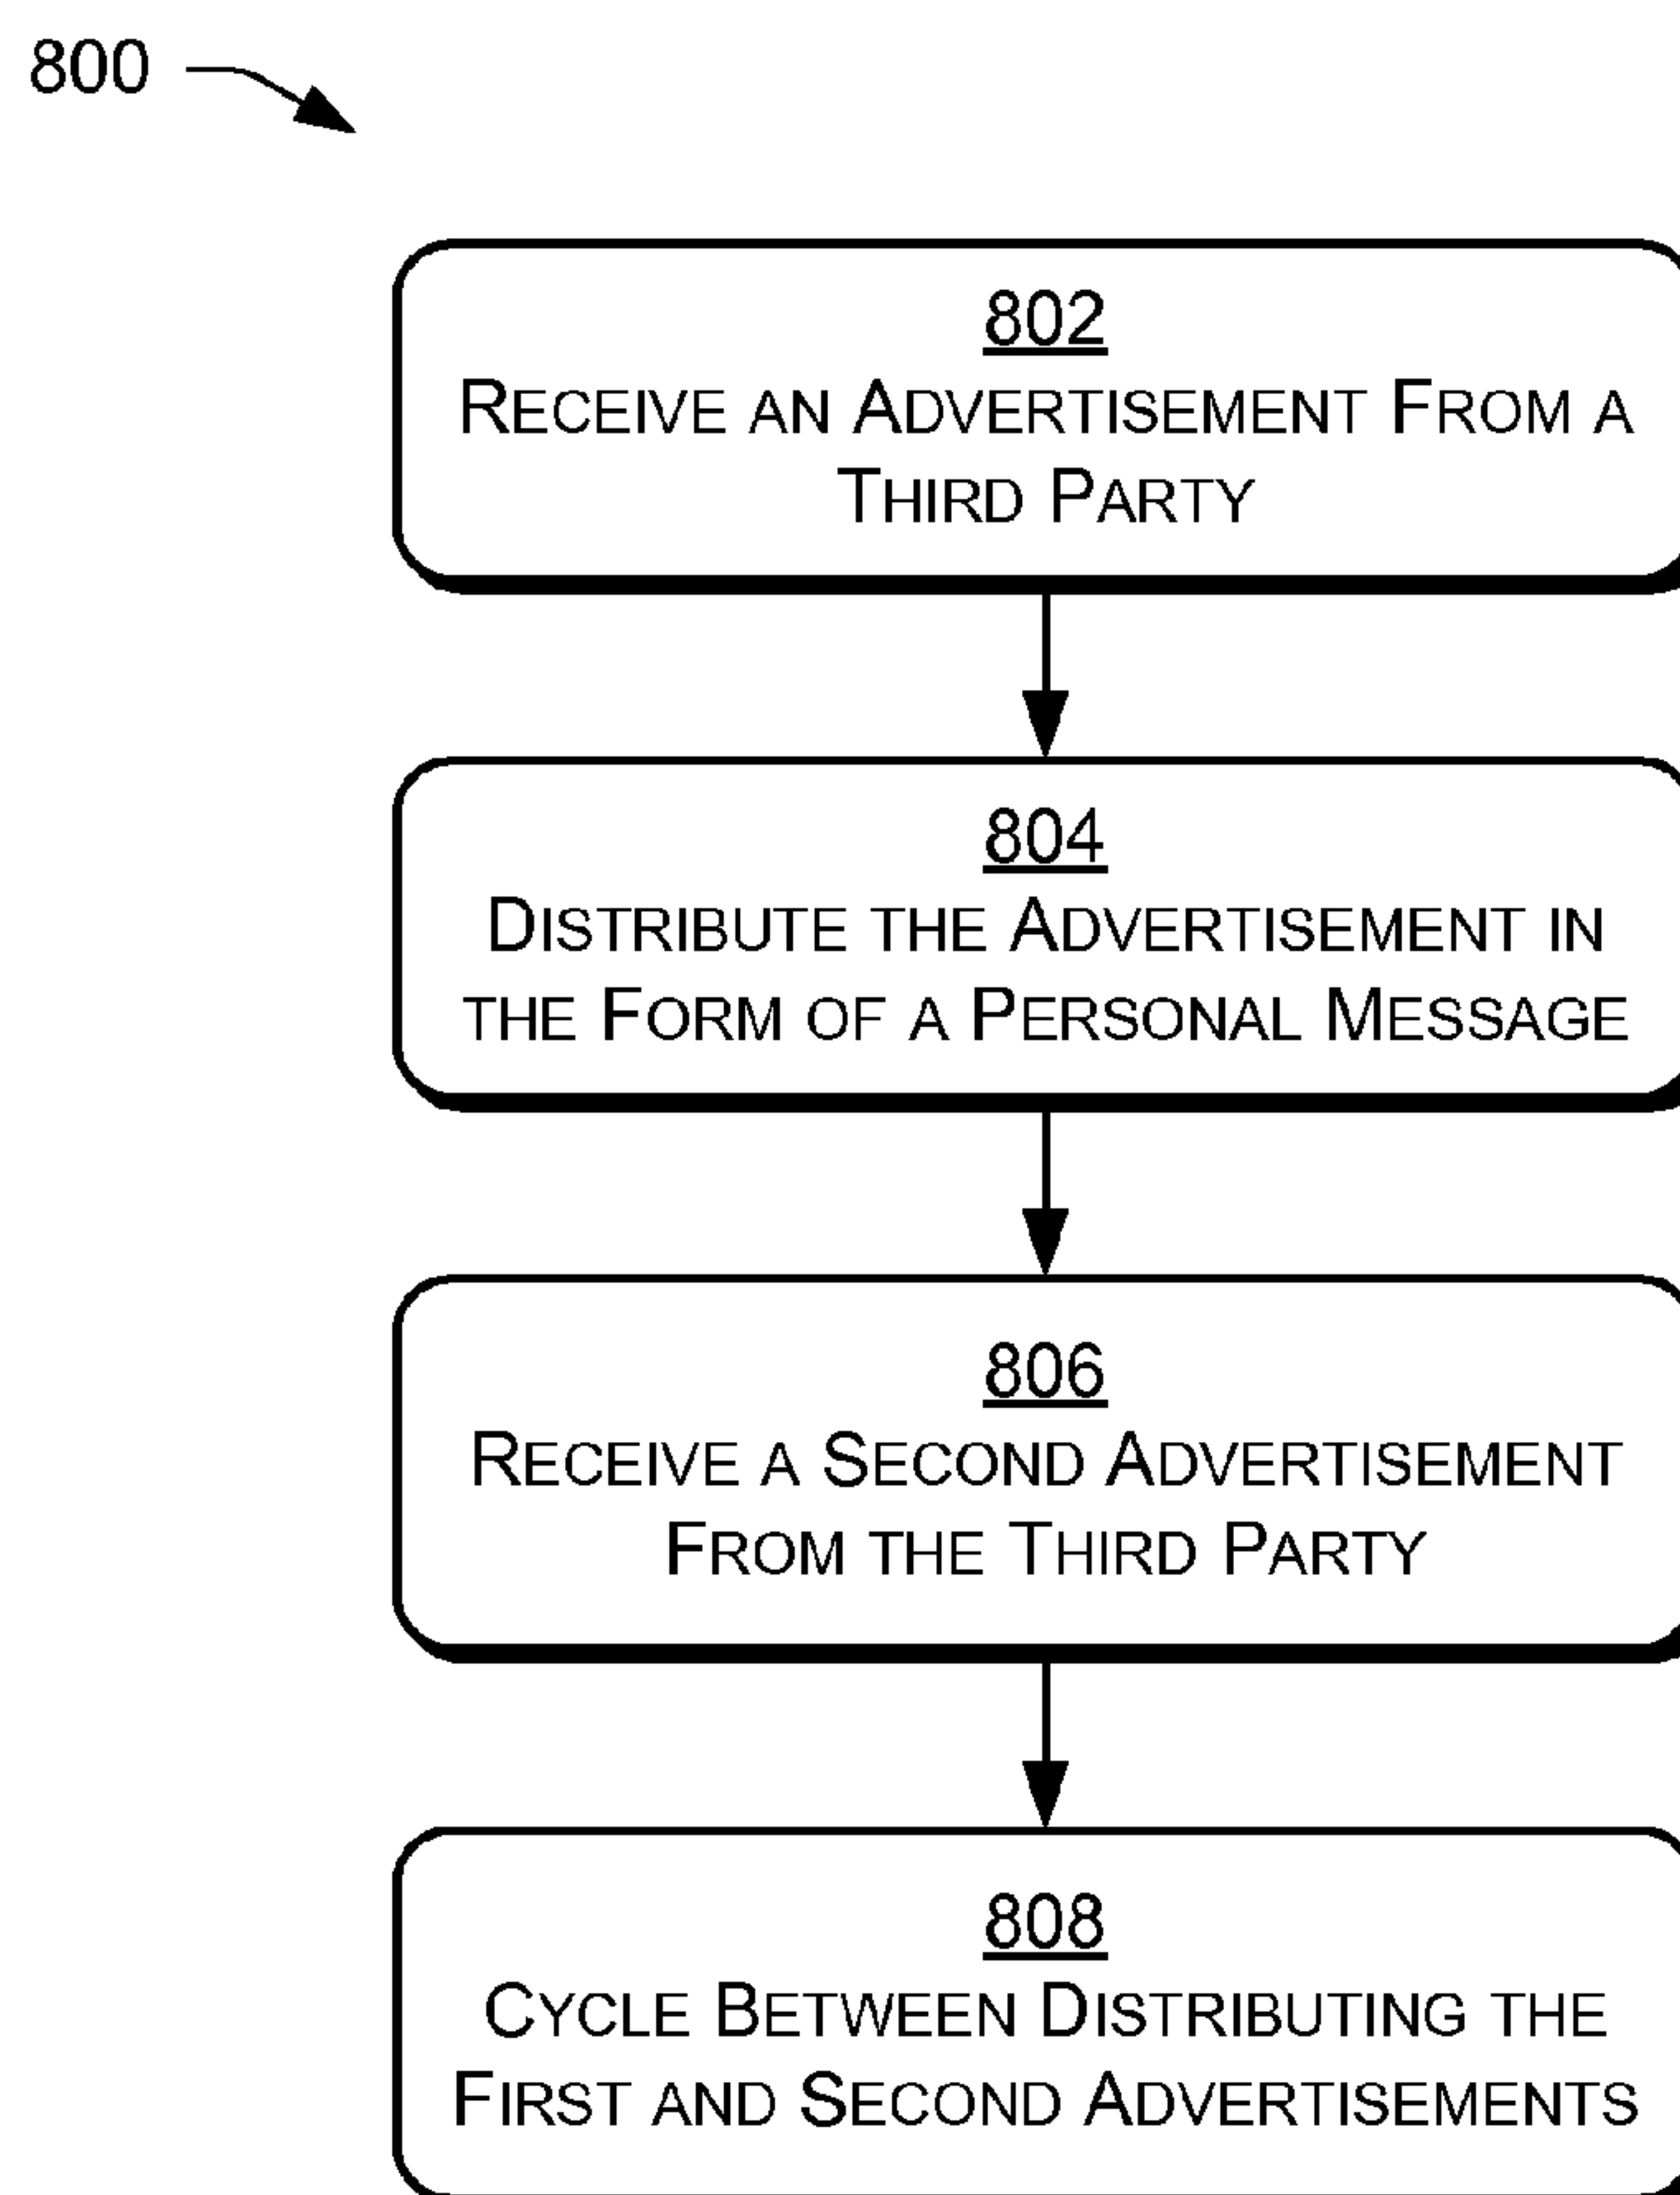 800
802
RECEIVE AN ADVERTISEMENT FROM A
THIRD PARTY
804
DISTRIBUTE THE ADVERTISEMENT IN
THE FORM OF A PERSONAL MESSAGE
806
RECEIVE A SECOND ADVERTISEMENT
FROM THE THIRD PARTY
808
CYCLE BETWEEN DISTRIBUTING THE
FIRST AND SECOND ADVERTISEMENTS